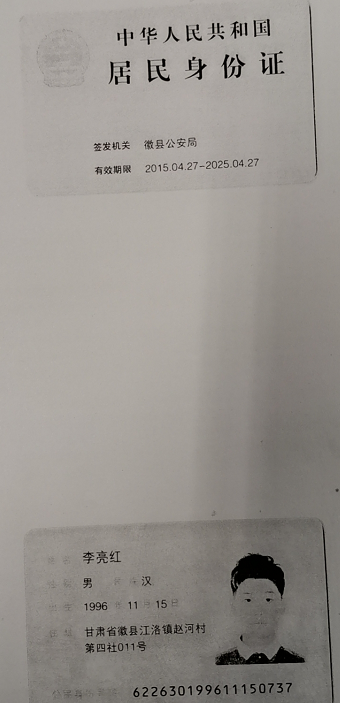 中华人民共和国
居民身份证
签发机关 徽县公安局
有效期限 2015.04.27-2025.04.27
李亮红
男 汉
1996 11 15 日
甘肃省徽县江洛镇赵河村
第四社011号
622630199611150737